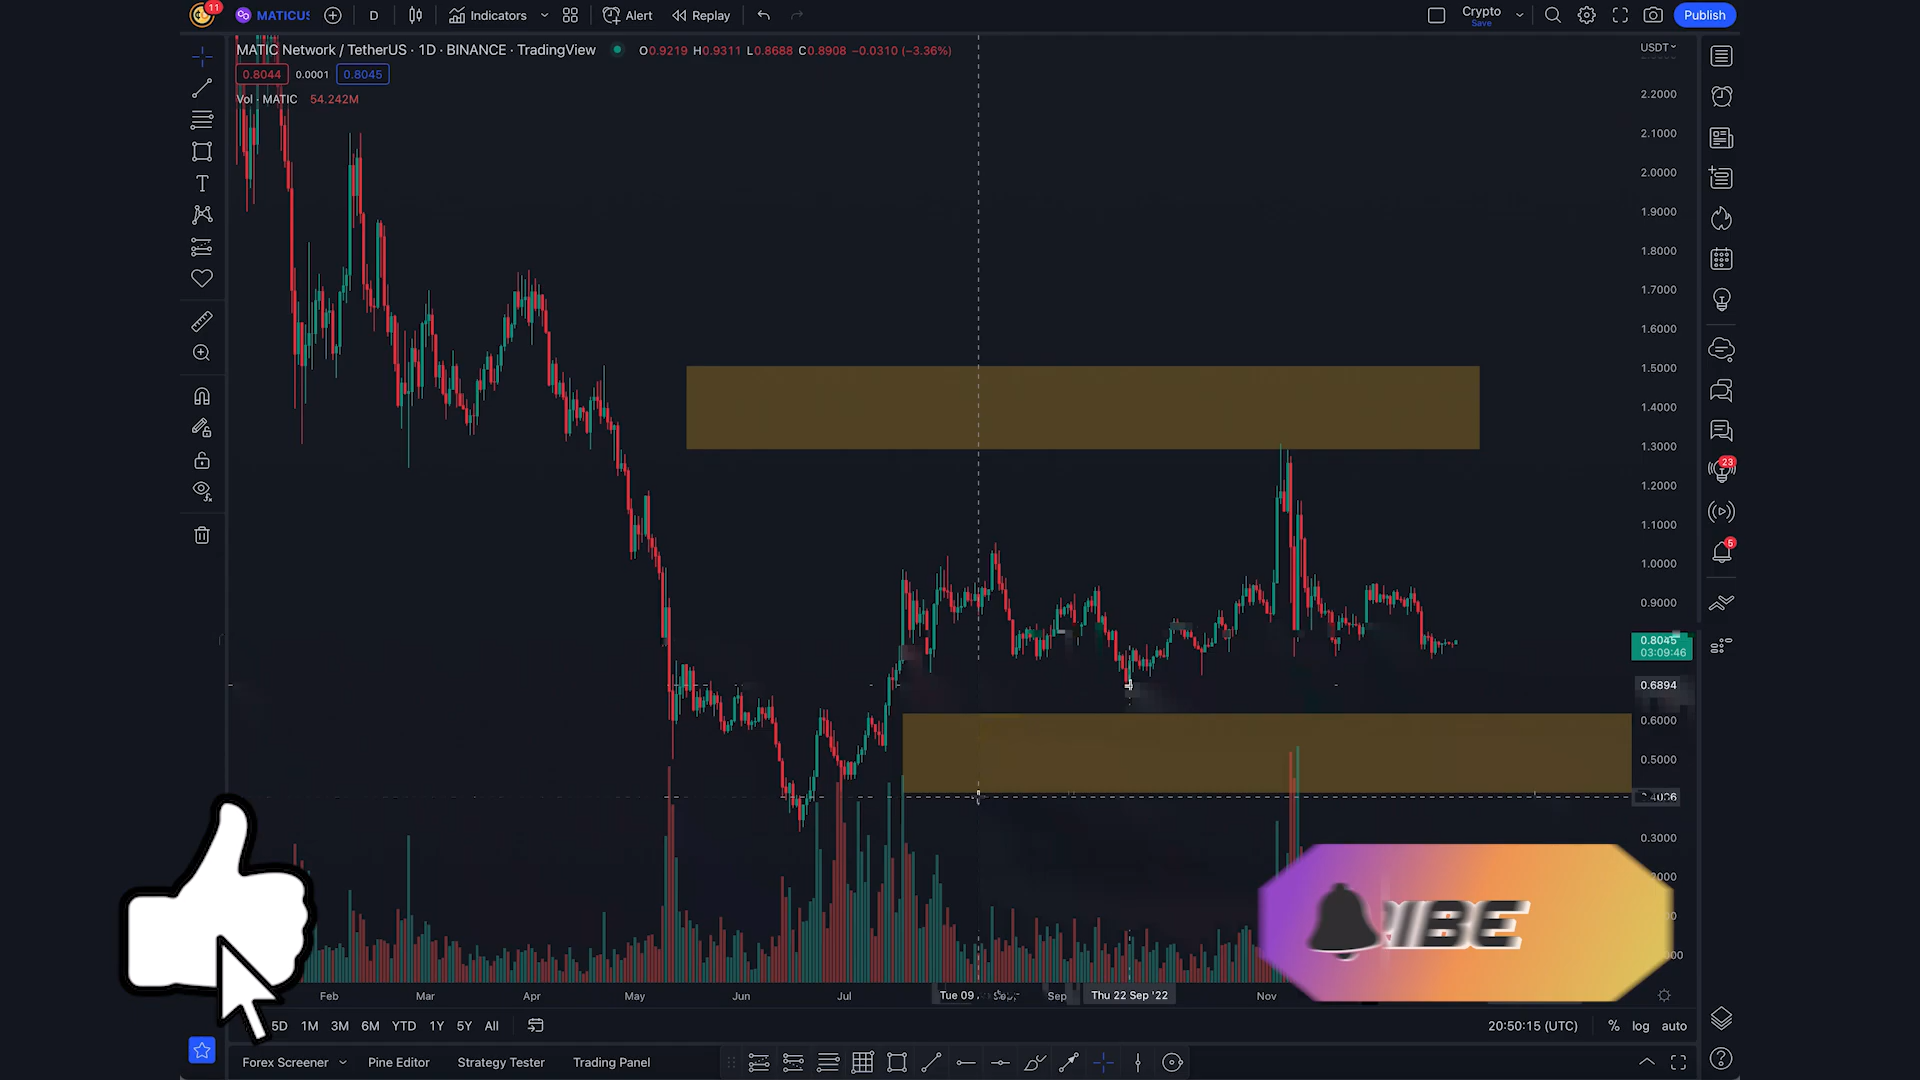 11
MATICUS
D
Indicators
Alert
Replay
Crypto
Save
Publish
MATIC Network / TetherUS · 1D · BINANCE · TradingView
O0.9219 H0.9311 L0.8688 C0.8908 −0.0310 (−3.36%)
USDT
0.8044
0.0001
0.8045
Vol · MATIC
54.242M
2.2000
2.1000
2.0000
1.9000
1.8000
1.7000
1.6000
1.5000
1.4000
1.3000
1.2000
1.1000
1.0000
0.9000
0.8045
03:09:46
0.6894
0.6000
0.5000
0.3000
23
5
RIBE
Feb
Mar
Apr
May
Jun
Jul
Tue 09
Sep
Thu 22 Sep '22
Nov
5D
1M
3M
6M
YTD
1Y
5Y
All
20:50:15 (UTC)
%
log
auto
Forex Screener
Pine Editor
Strategy Tester
Trading Panel